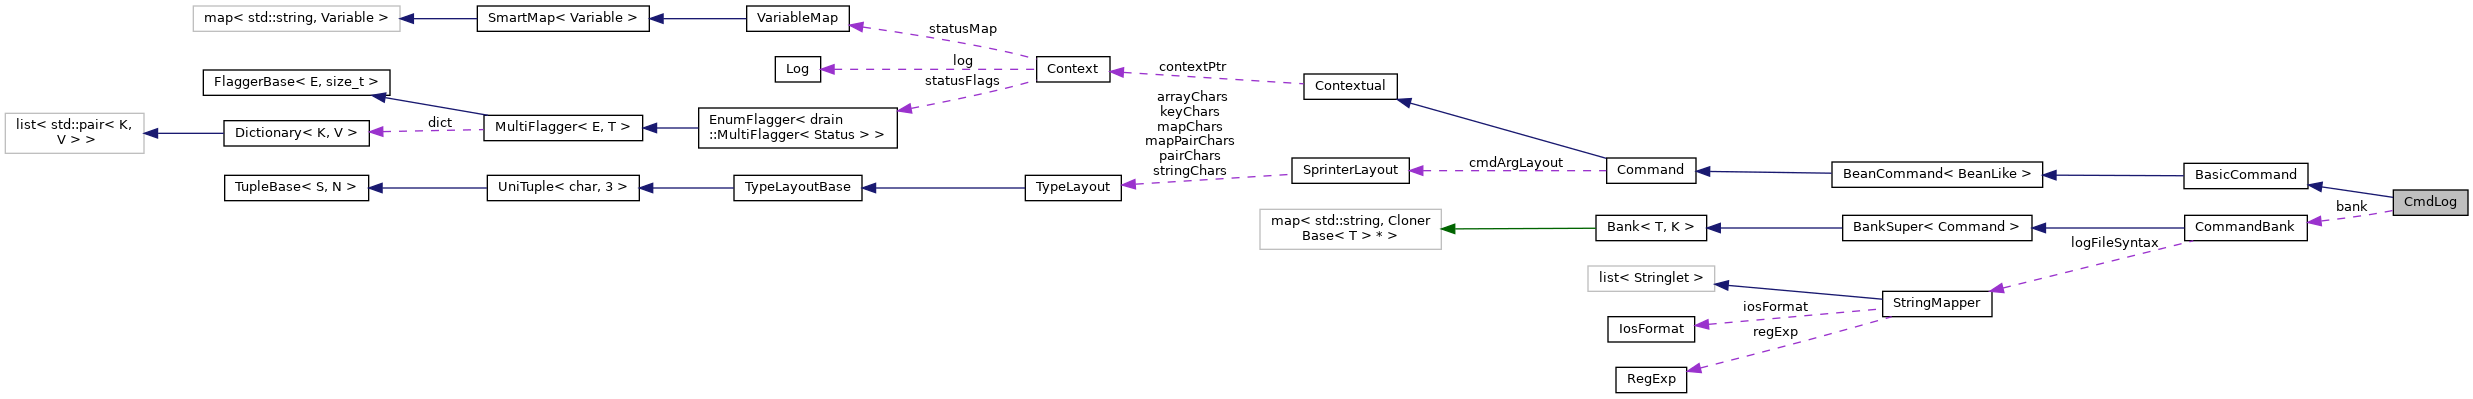 map< std::string, Variable >
SmartMap< Variable >
VariableMap
statusMap
Log
log
Context
statusFlags
contextPtr
Contextual
FlaggerBase< E, size_t >
list< std::pair< K,
V > >
Dictionary< K, V >
dict
MultiFlagger< E, T >
EnumFlagger< drain
::MultiFlagger< Status > >
arrayChars
keyChars
mapChars
mapPairChars
pairChars
stringChars
TupleBase< S, N >
UniTuple< char, 3 >
TypeLayoutBase
TypeLayout
SprinterLayout
cmdArgLayout
Command
BeanCommand< BeanLike >
BasicCommand
CmdLog
bank
map< std::string, Cloner
Base< T > * >
Bank< T, K >
BankSuper< Command >
CommandBank
logFileSyntax
list< Stringlet >
StringMapper
iosFormat
IosFormat
regExp
RegExp